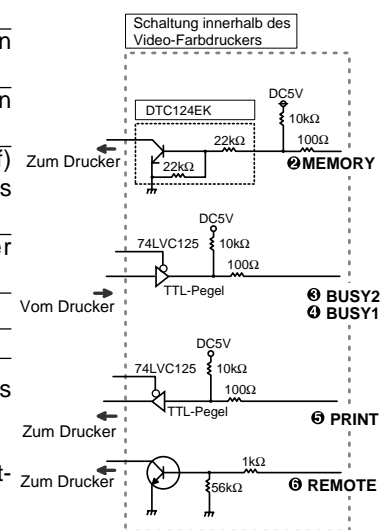 Schaltung innerhalb des
Video-Farbdruckers
n
n
f)
s
r
s
t-
DTC124EK
DC5V
10kΩ
22kΩ
100Ω
22kΩ
Zum Drucker
❷MEMORY
DC5V
74LVC125
10kΩ
100Ω
TTL-Pegel
Vom Drucker
❸ BUSY2
❹ BUSY1
DC5V
74LVC125
10kΩ
100Ω
TTL-Pegel
❺ PRINT
Zum Drucker
1kΩ
Zum Drucker
56kΩ
❻ REMOTE